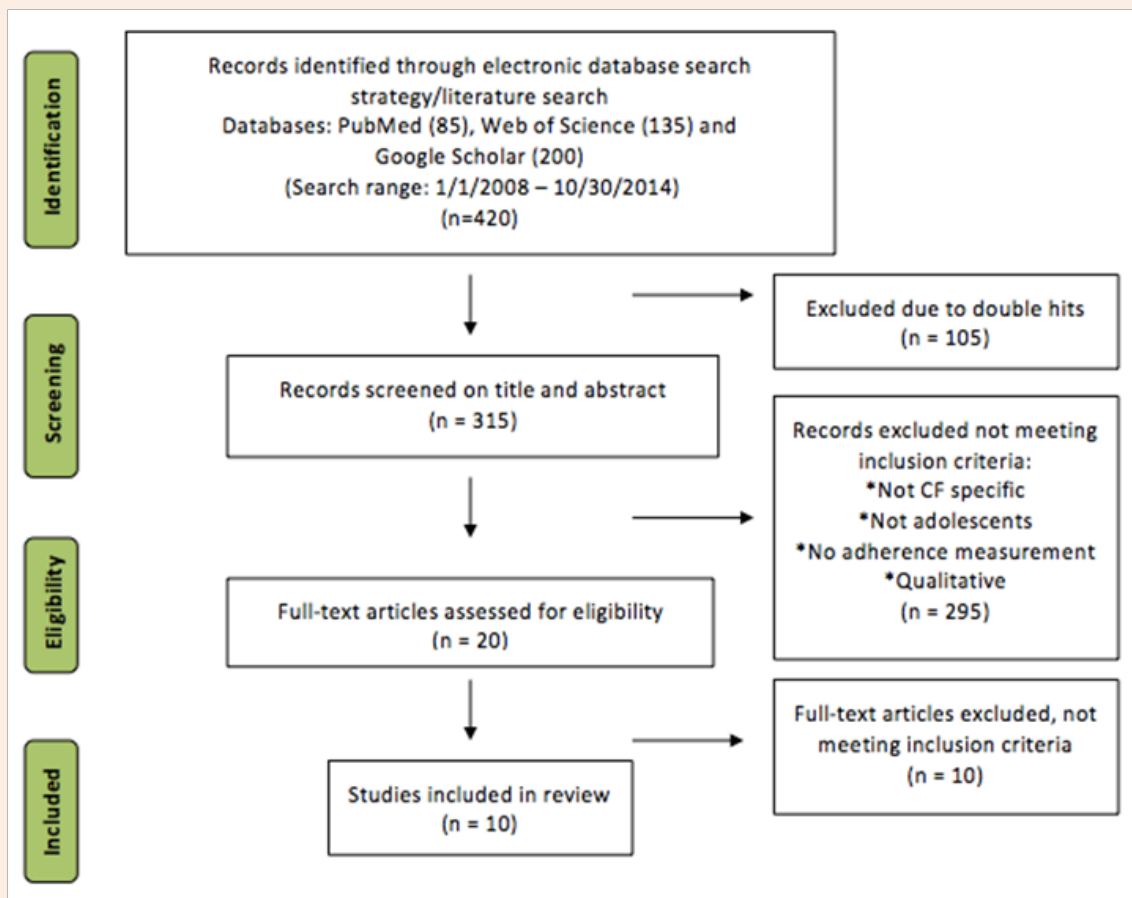 Identification
Records identified through electronic database search
strategy/literature search
Databases: PubMed (85), Web of Science (135) and
Google Scholar (200)
(Search range: 1/1/2008 – 10/30/2014)
(n=420)
Excluded due to double hits
(n = 105)
Screening
Records screened on title and abstract
(n = 315)
Records excluded not meeting
inclusion criteria:
*Not CF specific
*Not adolescents
*No adherence measurement
*Qualitative
(n = 295)
Eligibility
Full-text articles assessed for eligibility
(n = 20)
Full-text articles excluded, not
meeting inclusion criteria
(n = 10)
Included
Studies included in review
(n = 10)